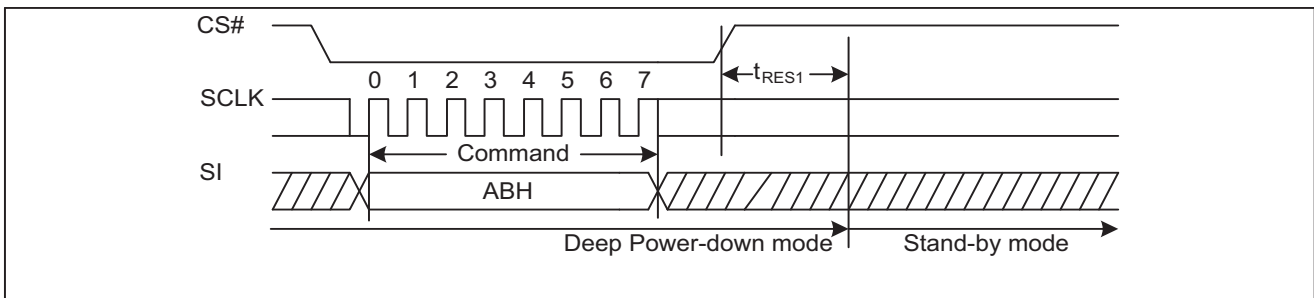 CS#
tRES1
0 1 2 3 4 5 6 7
SCLK
Command
SI
ABH
Deep Power-down mode Stand-by mode